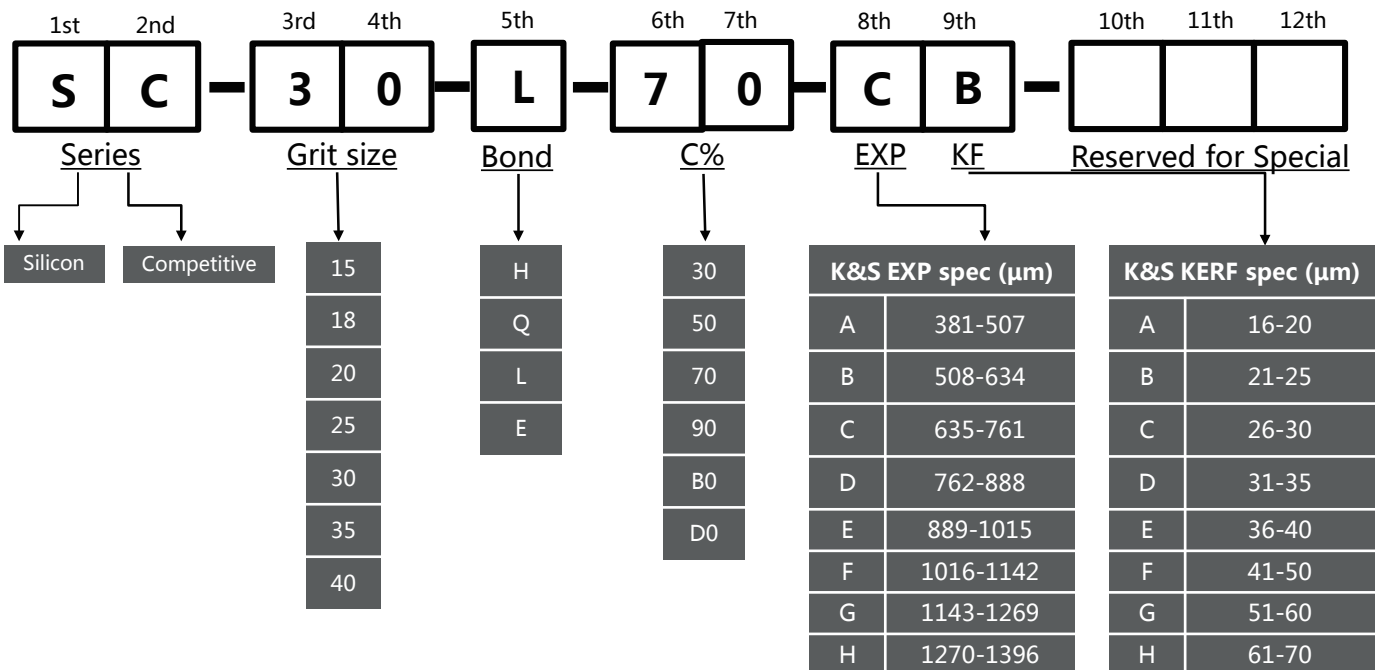 1st 2nd 3rd 4th 5th 6th 7th 8th 9th 10th 11th 12th
S C - 3 0 - L - 7 0 - C B -
Series Grit size Bond C% EXP KF Reserved for Special
Silicon Competitive
15
18
20
25
30
35
40
H
Q
L
E
30
50
70
90
B0
D0
K&S EXP spec (μm)
A 381-507
B 508-634
C 635-761
D 762-888
E 889-1015
F 1016-1142
G 1143-1269
H 1270-1396
K&S KERF spec (μm)
A 16-20
B 21-25
C 26-30
D 31-35
E 36-40
F 41-50
G 51-60
H 61-70